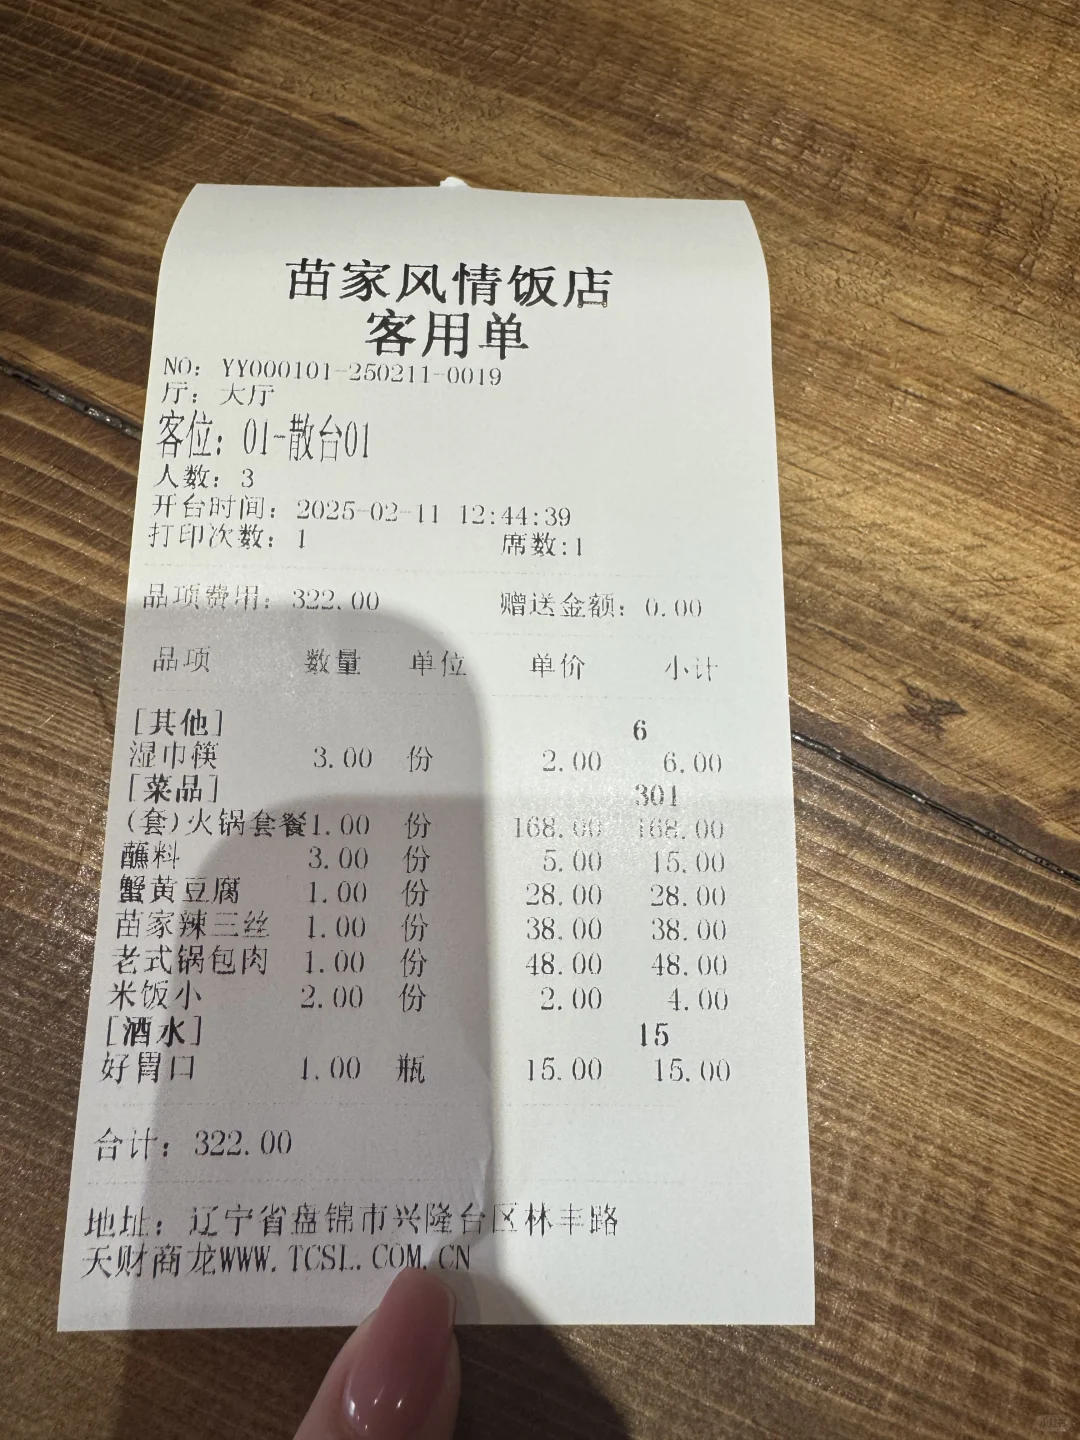 苗家风情饭店
客用单
NO: YY000101-250211-0019
厅: 大厅
客位: 01-散台01
人数: 3
开台时间: 2025-02-11 12:44:39
打印次数: 1 席数:1
品项费用: 322.00 赠送金额: 0.00
品项 数量 单位 单价 小计
[其他] 6
湿巾筷 3.00 份 2.00 6.00
[菜品] 301
(套)火锅套餐1.00 份 168.00 168.00
蘸料 3.00 份 5.00 15.00
蟹黄豆腐 1.00 份 28.00 28.00
苗家辣三丝 1.00 份 38.00 38.00
老式锅包肉 1.00 份 48.00 48.00
米饭小 2.00 份 2.00 4.00
[酒水] 15
好胃口 1.00 瓶 15.00 15.00
合计: 322.00
地址: 辽宁省盘锦市兴隆台区林丰路
天财商龙WWW.TCSL.COM.CN